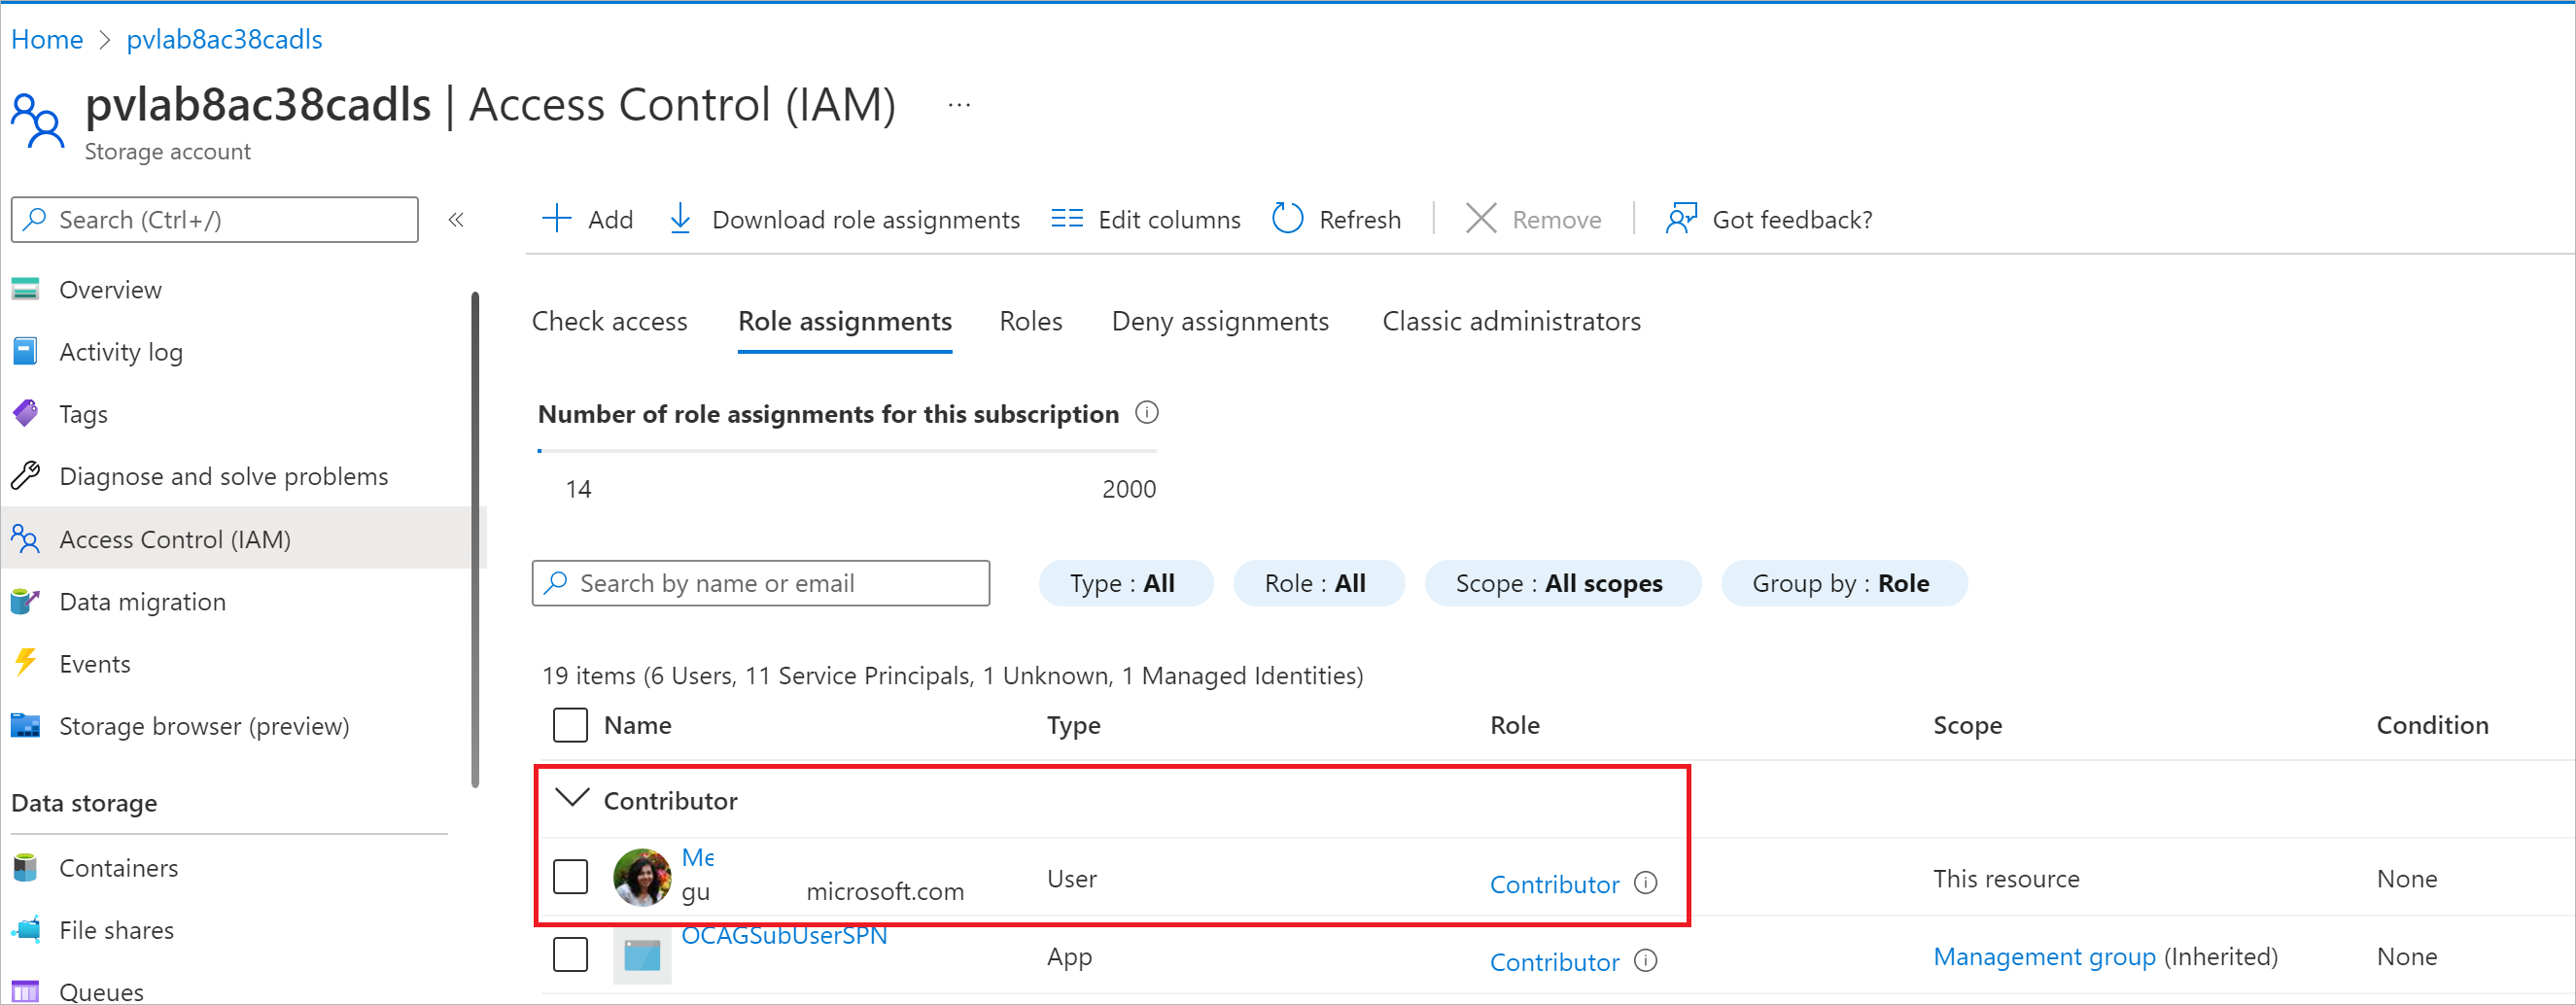 Home > pvlab8ac38cadls
pvlab8ac38cadls | Access Control (IAM) ...
Storage account
Search (Ctrl+/)
Overview
Activity log
Tags
Diagnose and solve problems
Access Control (IAM)
Data migration
Events
Storage browser (preview)
Data storage
Containers
File shares
Queues
Add Download role assignments Edit columns Refresh Remove Got feedback?
Check access Role assignments Roles Deny assignments Classic administrators
Number of role assignments for this subscription
14 2000
Search by name or email Type : All Role : All Scope : All scopes Group by : Role
19 items (6 Users, 11 Service Principals, 1 Unknown, 1 Managed Identities)
Name Type Role Scope Condition
Contributor
Me
gu microsoft.com User Contributor This resource None
OCAGSubUserSPN
App Contributor Management group (Inherited) None